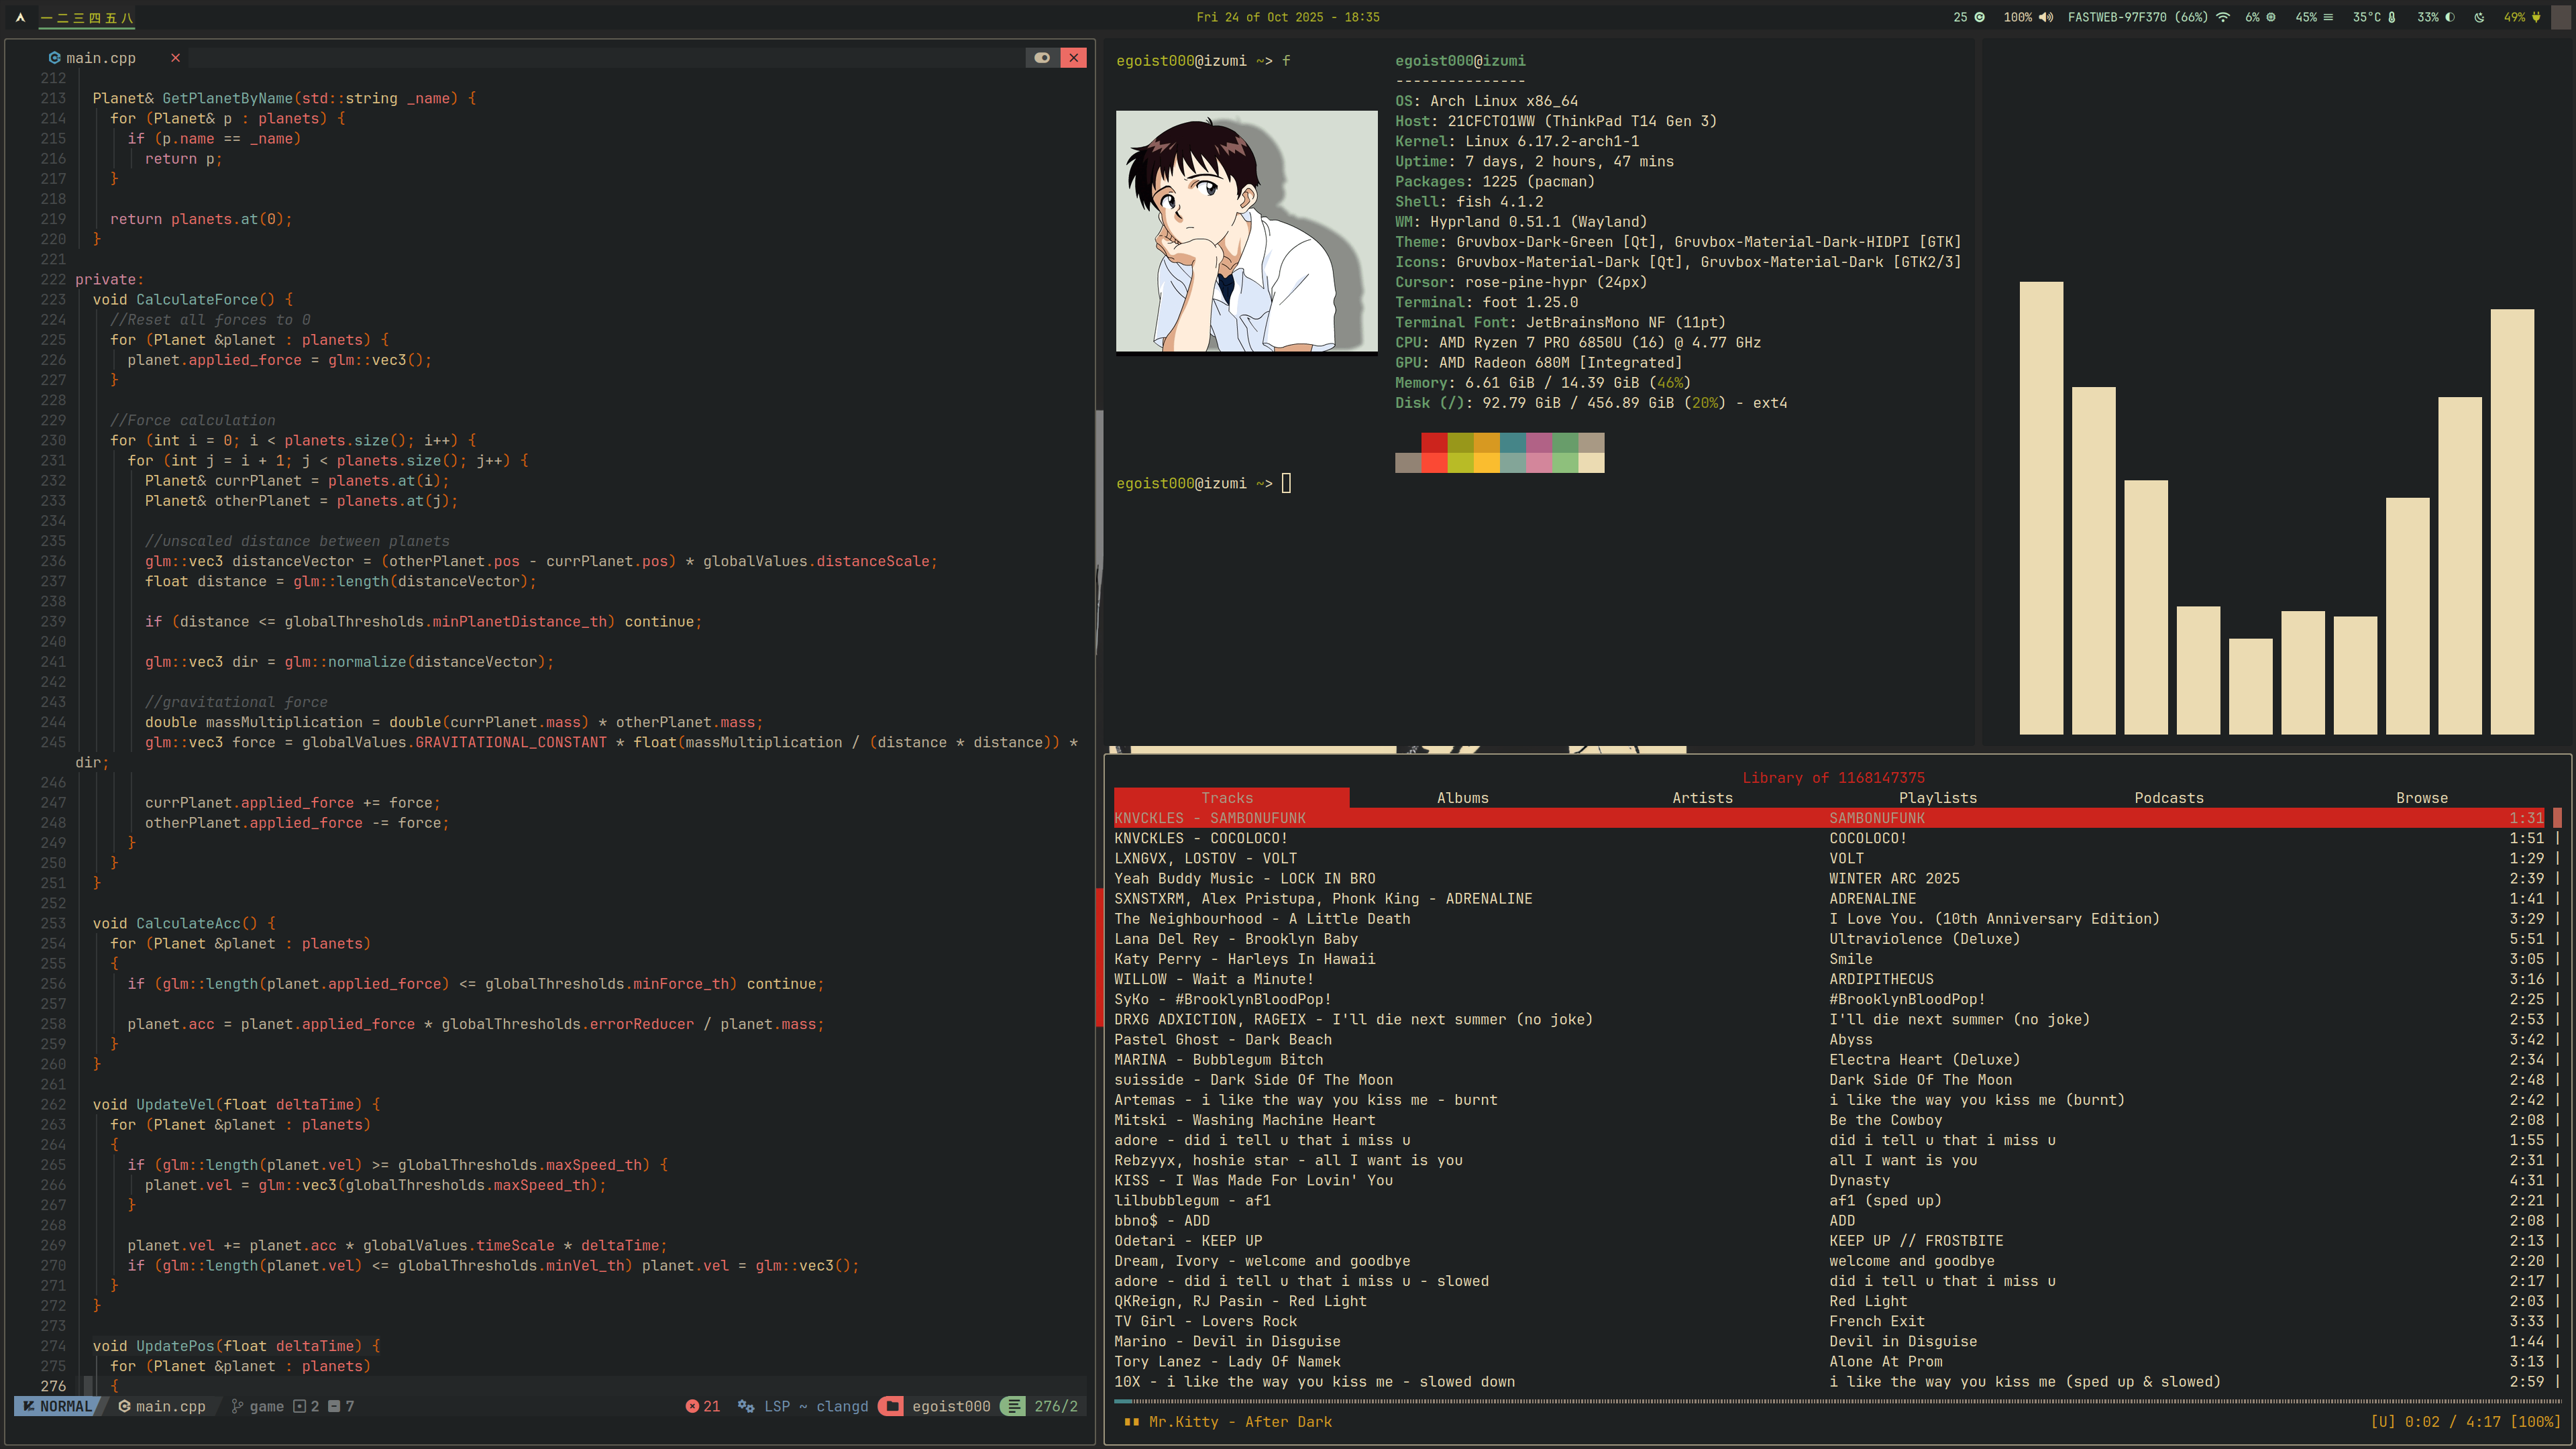 一 二 三 四 五 八
Fri 24 of Oct 2025 - 18:35
25 100% FASTWEB-97F370 (66%) 6% 45% 35°C 33% 49%
main.cpp
212
213 Planet& GetPlanetByName(std::string _name) {
214 for (Planet& p : planets) {
215 if (p.name == _name)
216 return p;
217 }
218
219 return planets.at(0);
220 }
221
222 private:
223 void CalculateForce() {
224 //Reset all forces to 0
225 for (Planet &planet : planets) {
226 planet.applied_force = glm::vec3();
227 }
228
229 //Force calculation
230 for (int i = 0; i < planets.size(); i++) {
231 for (int j = i + 1; j < planets.size(); j++) {
232 Planet& currPlanet = planets.at(i);
233 Planet& otherPlanet = planets.at(j);
234
235 //unscaled distance between planets
236 glm::vec3 distanceVector = (otherPlanet.pos - currPlanet.pos) * globalValues.distanceScale;
237 float distance = glm::length(distanceVector);
238
239 if (distance <= globalThresholds.minPlanetDistance_th) continue;
240
241 glm::vec3 dir = glm::normalize(distanceVector);
242
243 //gravitational force
244 double massMultiplication = double(currPlanet.mass) * otherPlanet.mass;
245 glm::vec3 force = globalValues.GRAVITATIONAL_CONSTANT * float(massMultiplication / (distance * distance)) *
dir;
246
247 currPlanet.applied_force += force;
248 otherPlanet.applied_force -= force;
249 }
250 }
251 }
252
253 void CalculateAcc() {
254 for (Planet &planet : planets)
255 {
256 if (glm::length(planet.applied_force) <= globalThresholds.minForce_th) continue;
257
258 planet.acc = planet.applied_force * globalThresholds.errorReducer / planet.mass;
259 }
260 }
261
262 void UpdateVel(float deltaTime) {
263 for (Planet &planet : planets)
264 {
265 if (glm::length(planet.vel) >= globalThresholds.maxSpeed_th) {
266 planet.vel = glm::vec3(globalThresholds.maxSpeed_th);
267 }
268
269 planet.vel += planet.acc * globalValues.timeScale * deltaTime;
270 if (glm::length(planet.vel) <= globalThresholds.minVel_th) planet.vel = glm::vec3();
271 }
272 }
273
274 void UpdatePos(float deltaTime) {
275 for (Planet &planet : planets)
276 {
NORMAL main.cpp game 2 7 21 LSP ~ clangd egoist000 276/2
egoist000@izumi ~> f
egoist000@izumi
---------------
OS: Arch Linux x86_64
Host: 21CFCTO1WW (ThinkPad T14 Gen 3)
Kernel: Linux 6.17.2-arch1-1
Uptime: 7 days, 2 hours, 47 mins
Packages: 1225 (pacman)
Shell: fish 4.1.2
WM: Hyprland 0.51.1 (Wayland)
Theme: Gruvbox-Dark-Green [Qt], Gruvbox-Material-Dark-HIDPI [GTK]
Icons: Gruvbox-Material-Dark [Qt], Gruvbox-Material-Dark [GTK2/3]
Cursor: rose-pine-hypr (24px)
Terminal: foot 1.25.0
Terminal Font: JetBrainsMono NF (11pt)
CPU: AMD Ryzen 7 PRO 6850U (16) @ 4.77 GHz
GPU: AMD Radeon 680M [Integrated]
Memory: 6.61 GiB / 14.39 GiB (46%)
Disk (/): 92.79 GiB / 456.89 GiB (20%) - ext4
egoist000@izumi ~>
Library of 1168147375
Tracks Albums Artists Playlists Podcasts Browse
KNVCKLES - SAMBONUFUNK SAMBONUFUNK 1:31
KNVCKLES - COCOLOCO! COCOLOCO! 1:51
LXNGVX, LOSTOV - VOLT VOLT 1:29
Yeah Buddy Music - LOCK IN BRO WINTER ARC 2025 2:39
SXNSTXRM, Alex Pristupa, Phonk King - ADRENALINE ADRENALINE 1:41
The Neighbourhood - A Little Death I Love You. (10th Anniversary Edition) 3:29
Lana Del Rey - Brooklyn Baby Ultraviolence (Deluxe) 5:51
Katy Perry - Harleys In Hawaii Smile 3:05
WILLOW - Wait a Minute! ARDIPITHECUS 3:16
SyKo - #BrooklynBloodPop! #BrooklynBloodPop! 2:25
DRXG ADXICTION, RAGEIX - I'll die next summer (no joke) I'll die next summer (no joke) 2:53
Pastel Ghost - Dark Beach Abyss 3:42
MARINA - Bubblegum Bitch Electra Heart (Deluxe) 2:34
suisside - Dark Side Of The Moon Dark Side Of The Moon 2:48
Artemas - i like the way you kiss me - burnt i like the way you kiss me (burnt) 2:42
Mitski - Washing Machine Heart Be the Cowboy 2:08
adore - did i tell u that i miss u did i tell u that i miss u 1:55
Rebzyyx, hoshie star - all I want is you all I want is you 2:31
KISS - I Was Made For Lovin' You Dynasty 4:31
lilbubblegum - af1 af1 (sped up) 2:21
bbno$ - ADD ADD 2:08
Odetari - KEEP UP KEEP UP // FROSTBITE 2:13
Dream, Ivory - welcome and goodbye welcome and goodbye 2:20
adore - did i tell u that i miss u - slowed did i tell u that i miss u 2:17
QKReign, RJ Pasin - Red Light Red Light 2:03
TV Girl - Lovers Rock French Exit 3:33
Marino - Devil in Disguise Devil in Disguise 1:44
Tory Lanez - Lady Of Namek Alone At Prom 3:13
10X - i like the way you kiss me - slowed down i like the way you kiss me (sped up & slowed) 2:59
Mr.Kitty - After Dark [U] 0:02 / 4:17 [100%]